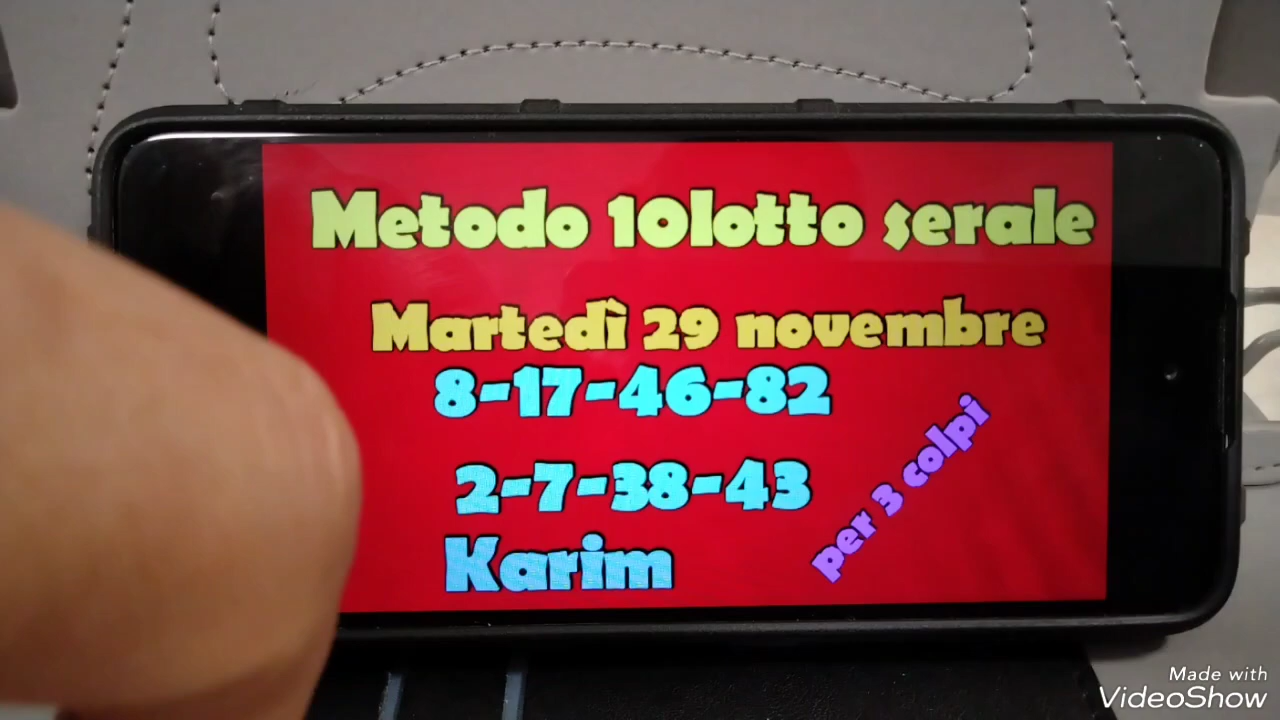 Metodo 10lotto serale
Martedì 29 novembre
8-17-46-82
2-7-38-43
per 3 colpi
Karim
Made with
VideoShow